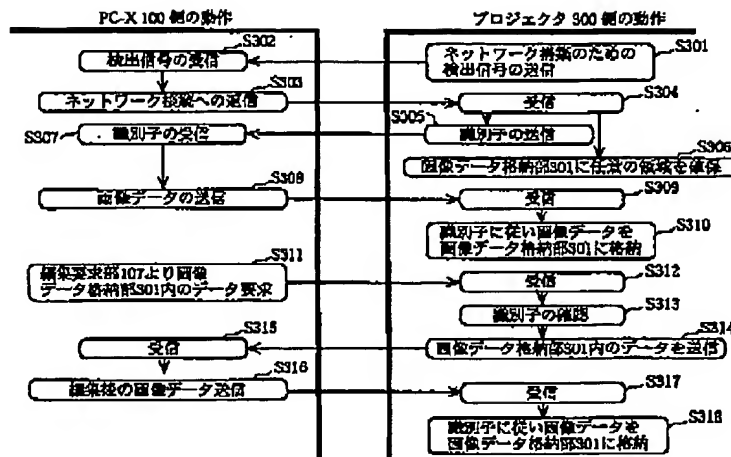 PC-X 100 側の動作
プロジェクタ 300 側の動作
S302
検出信号の受信
ネットワーク構築のための
検出信号の送信
S301
S303
ネットワーク接続への返信
S304
受信
S305
識別子の送信
S307
識別子の受信
S306
画像データ格納部301に任意の領域を確保
S308
画像データの送信
S309
受信
S310
識別子に従い画像データを
画像データ格納部301に格納
S311
編集要求部107より画像
データ格納部301内のデータ要求
S312
受信
S313
識別子の確認
S314
画像データ格納部301内のデータを送信
S315
受信
S316
編集後の画像データ送信
S317
受信
S318
識別子に従い画像データを
画像データ格納部301に格納